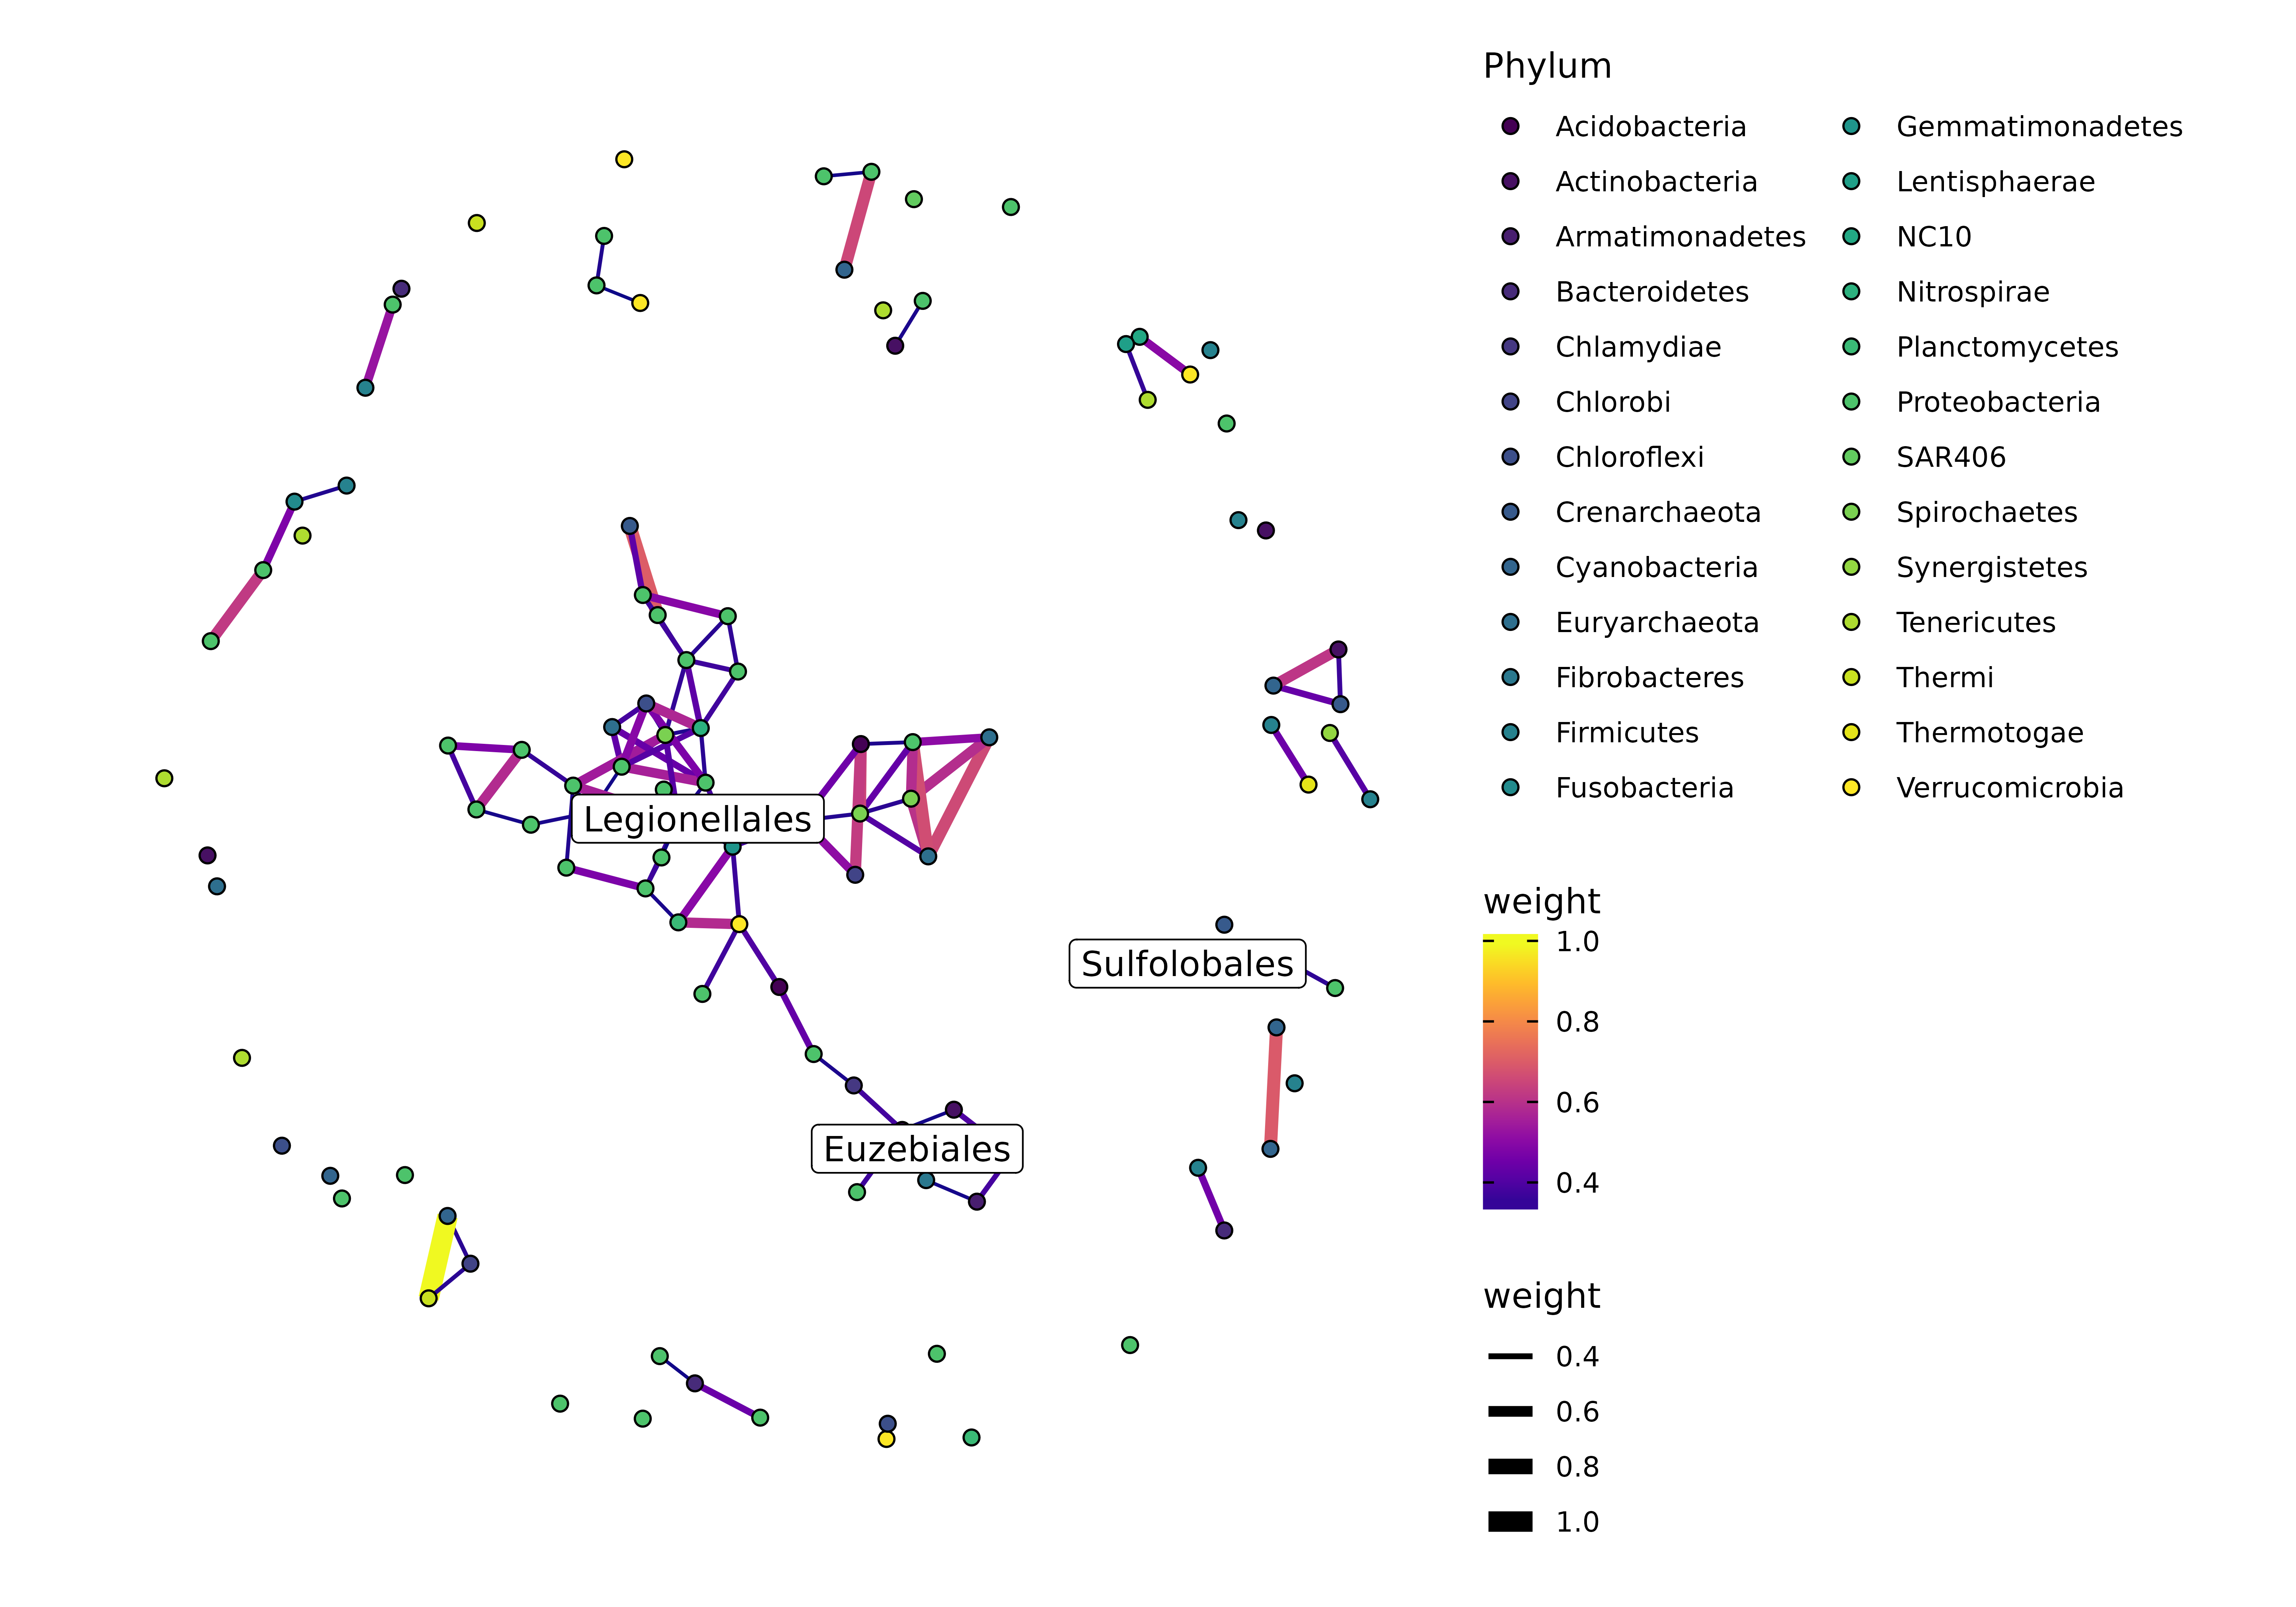 Phylum
Acidobacteria
Actinobacteria
Armatimonadetes
Bacteroidetes
Chlamydiae
Chlorobi
Chloroflexi
Crenarchaeota
Cyanobacteria
Euryarchaeota
Fibrobacteres
Firmicutes
Fusobacteria
Gemmatimonadetes
Lentisphaerae
NC10
Nitrospirae
Planctomycetes
Proteobacteria
SAR406
Spirochaetes
Synergistetes
Tenericutes
Thermi
Thermotogae
Verrucomicrobia
Legionellales
Sulfolobales
Euzebiales
weight
1.0
0.8
0.6
0.4
weight
0.4
0.6
0.8
1.0